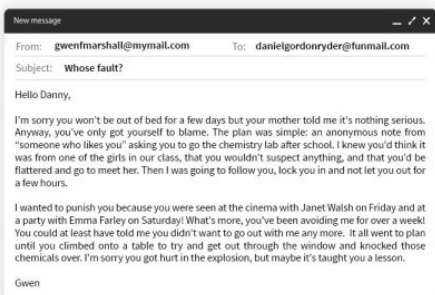 New message
From: gwenfmarshall@mymail.com To: danielgordonryder@funmail.com
Subject: Whose fault?
Hello Danny,
I'm sorry you won't be out of bed for a few days but your mother told me it's nothing serious.
Anyway, you've only got yourself to blame. The plan was simple: an anonymous note from
“someone who likes you” asking you to go the chemistry lab after school. I knew you'd think it
was from one of the girls in our class, that you wouldn't suspect anything, and that you'd be
flattered and go to meet her. Then I was going to follow you, lock you in and not let you out for
a few hours.
I wanted to punish you because you were seen at the cinema with Janet Walsh on Friday and at
a party with Emma Farley on Saturday! What's more, you've been avoiding me for over a week!
You could at least have told me you didn't want to go out with me any more. It all went to plan
until you climbed onto a table to try and get out through the window and knocked those
chemicals over. I'm sorry you got hurt in the explosion, but maybe it's taught you a lesson.
Gwen